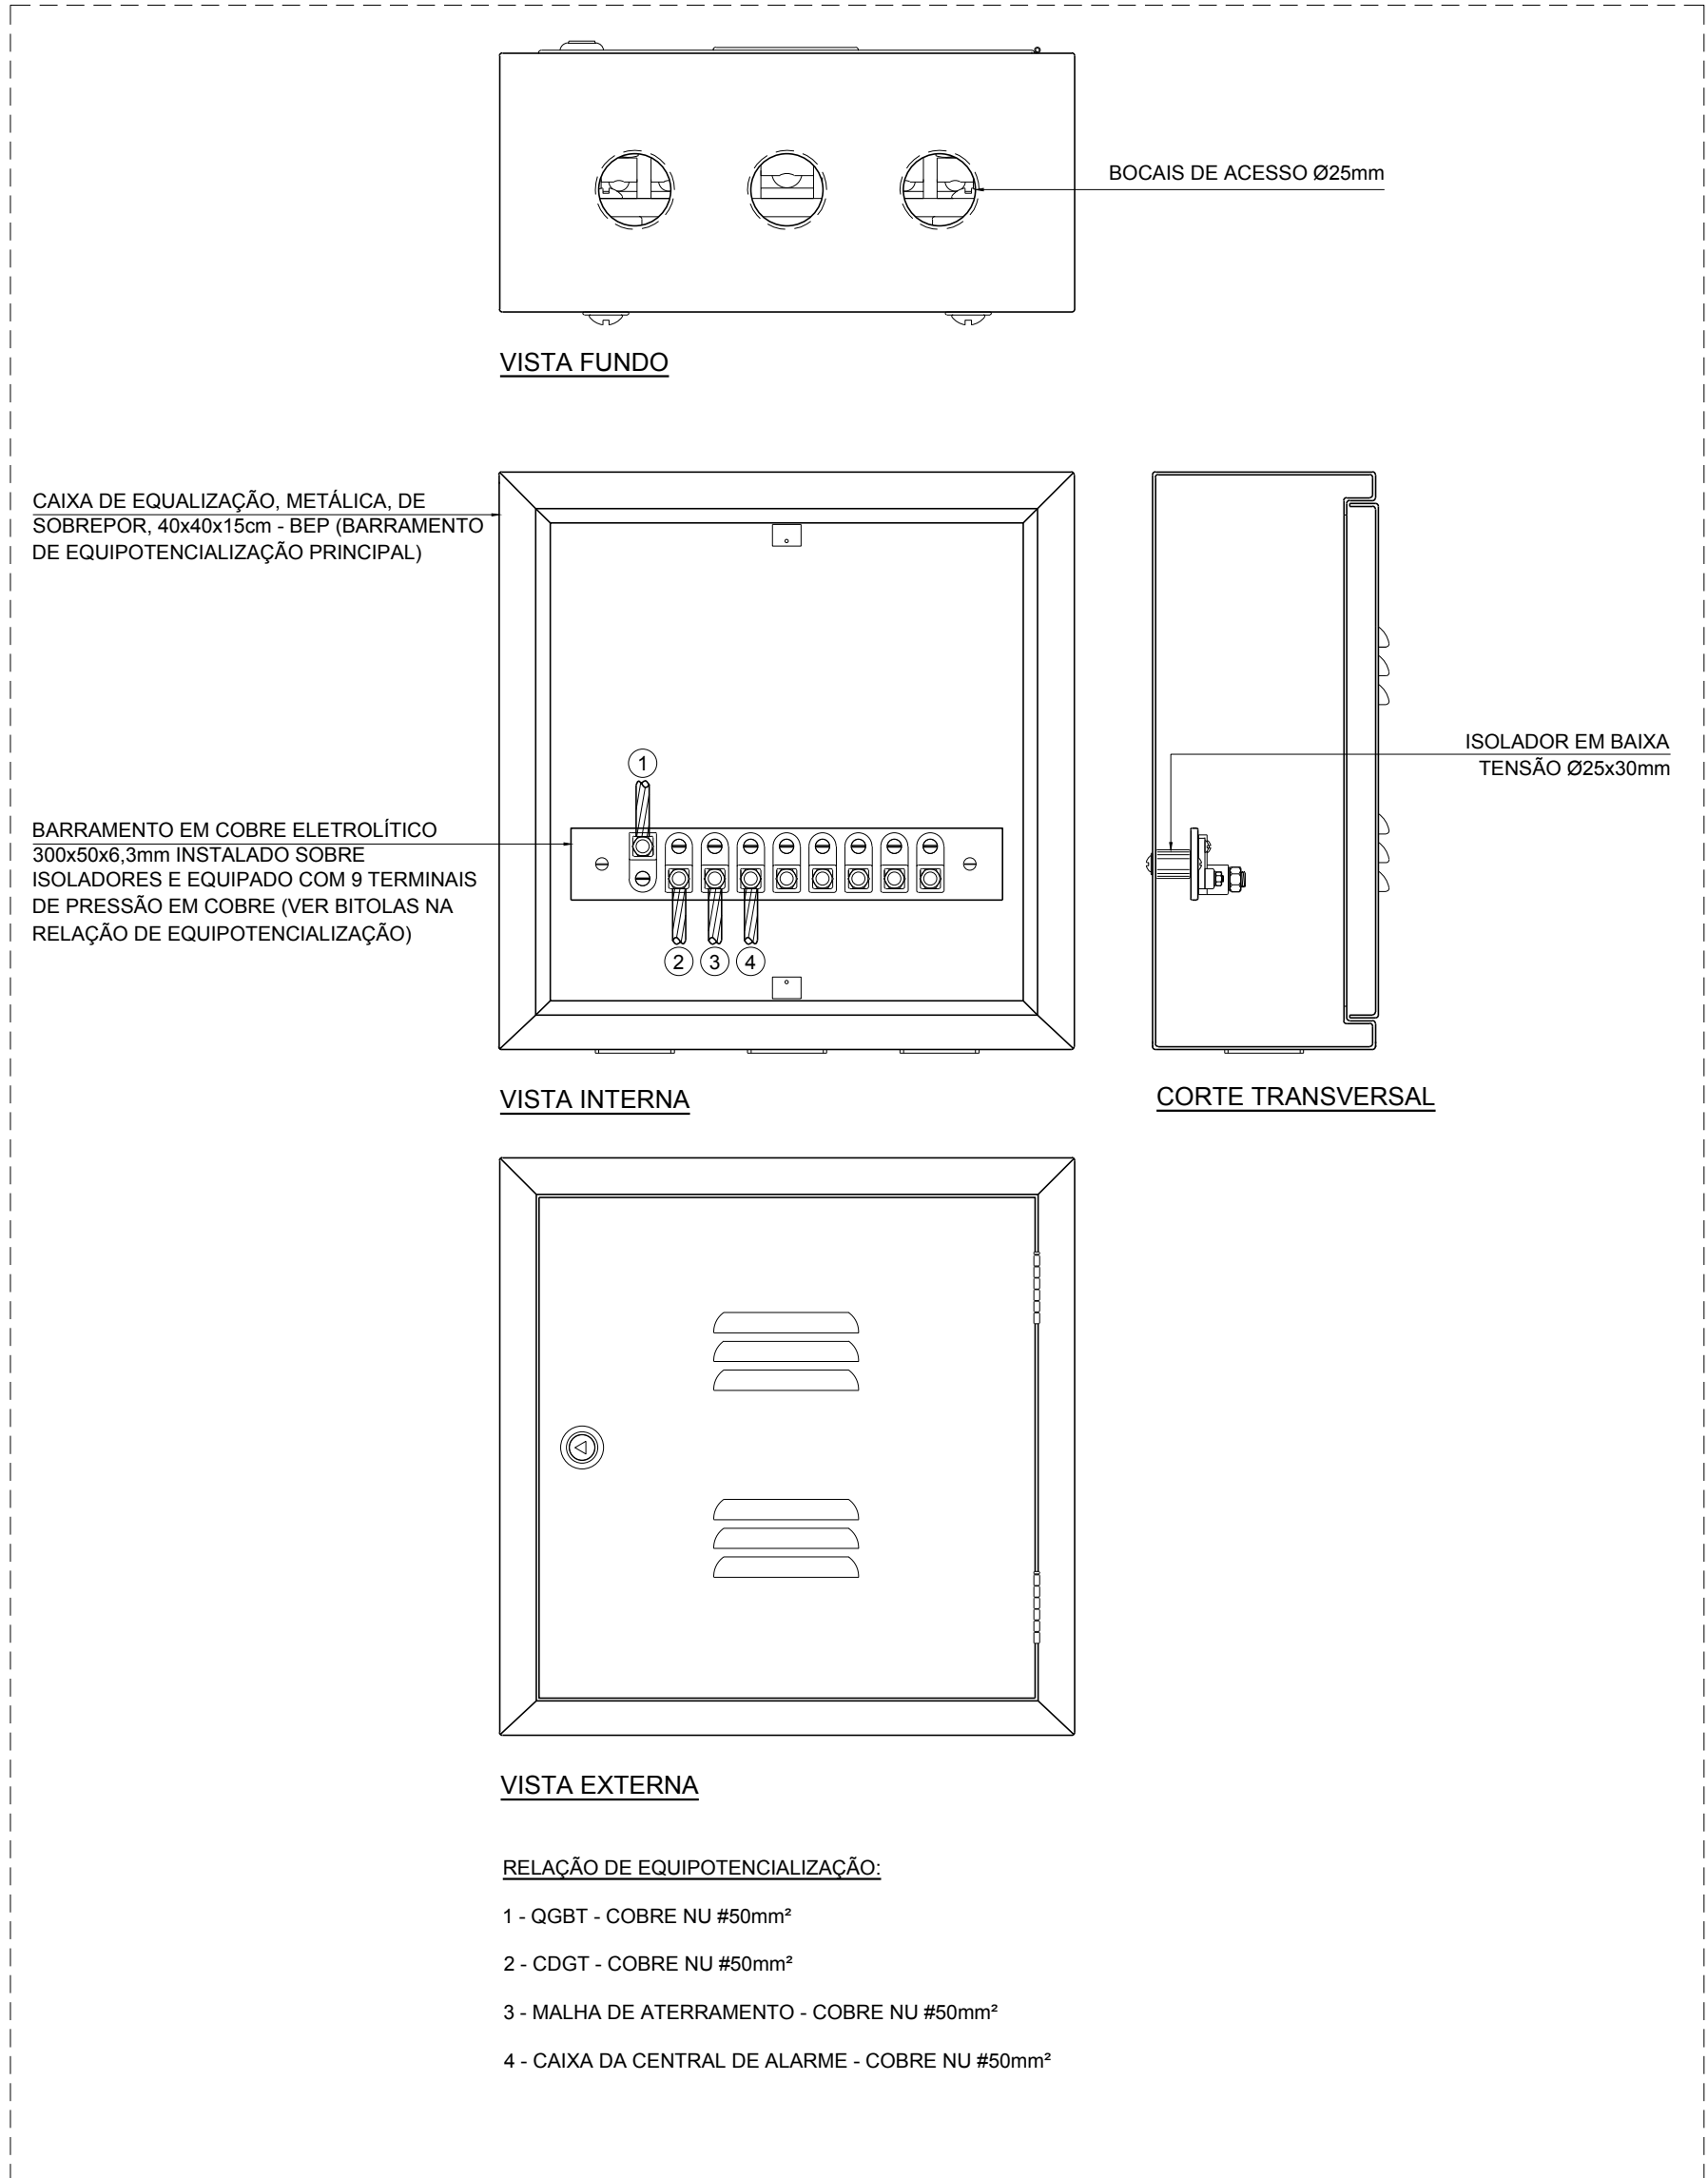 BOCAIS DE ACESSO Ø25mm
VISTA FUNDO
CAIXA DE EQUALIZAÇÃO, METÁLICA, DE
SOBREPOR, 40x40x15cm - BEP (BARRAMENTO
DE EQUIPOTENCIALIZAÇÃO PRINCIPAL)
ISOLADOR EM BAIXA
TENSÃO Ø25x30mm
1
BARRAMENTO EM COBRE ELETROLÍTICO
300x50x6,3mm INSTALADO SOBRE
ISOLADORES E EQUIPADO COM 9 TERMINAIS
DE PRESSÃO EM COBRE (VER BITOLAS NA
RELAÇÃO DE EQUIPOTENCIALIZAÇÃO)
2 3 4
VISTA INTERNA
CORTE TRANSVERSAL
VISTA EXTERNA
RELAÇÃO DE EQUIPOTENCIALIZAÇÃO:
1 - QGBT - COBRE NU #50mm²
2 - CDGT - COBRE NU #50mm²
3 - MALHA DE ATERRAMENTO - COBRE NU #50mm²
4 - CAIXA DA CENTRAL DE ALARME - COBRE NU #50mm²